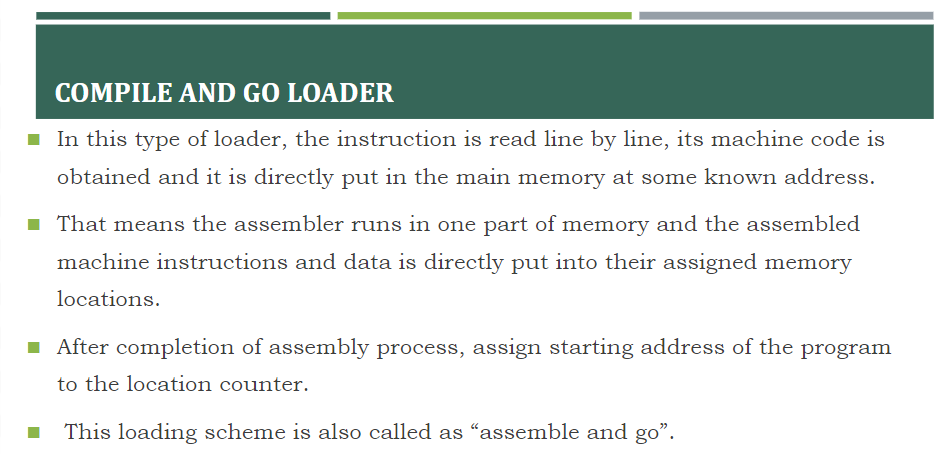 COMPILE AND GO LOADER
In this type of loader, the instruction is read line by line, its machine code is
obtained and it is directly put in the main memory at some known address.
That means the assembler runs in one part of memory and the assembled
machine instructions and data is directly put into their assigned memory
locations.
After completion of assembly process, assign starting address of the program
to the location counter.
This loading scheme is also called as “assemble and go”.